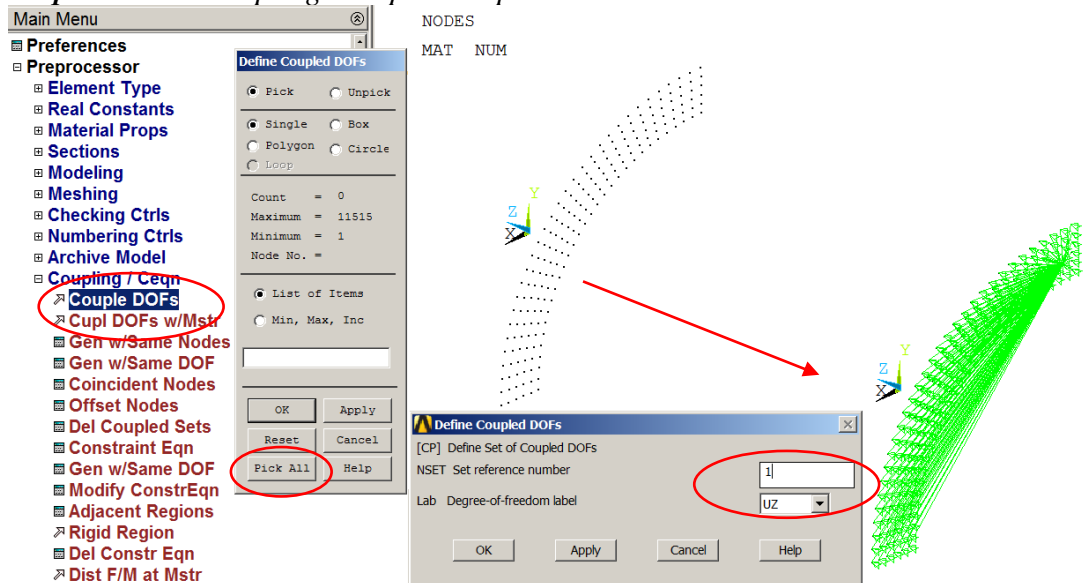 Main Menu
Preferences
Preprocessor
Element Type
Real Constants
Material Props
Sections
Modeling
Meshing
Checking Ctrls
Numbering Ctrls
Archive Model
Coupling / Ceqn
Couple DOFs
Cupl DOFs w/Mstr
Gen w/Same Nodes
Gen w/Same DOF
Coincident Nodes
Offset Nodes
Del Coupled Sets
Constraint Eqn
Gen w/Same DOF
Modify ConstrEqn
Adjacent Regions
Rigid Region
Del Constr Eqn
Dist F/M at Mstr
Define Coupled DOFs
Pick Unpick
Single Box
Polygon Circle
Loop
Count = 0
Maximum = 11515
Minimum = 1
Node No. =
List of Items
Min, Max, Inc
OK Apply
Reset Cancel
Pick All Help
NODES
MAT NUM
Y
Z
X
Y
Z
X
Define Coupled DOFs
[CP] Define Set of Coupled DOFs
NSET Set reference number 1
Lab Degree-of-freedom label UZ
OK Apply Cancel Help